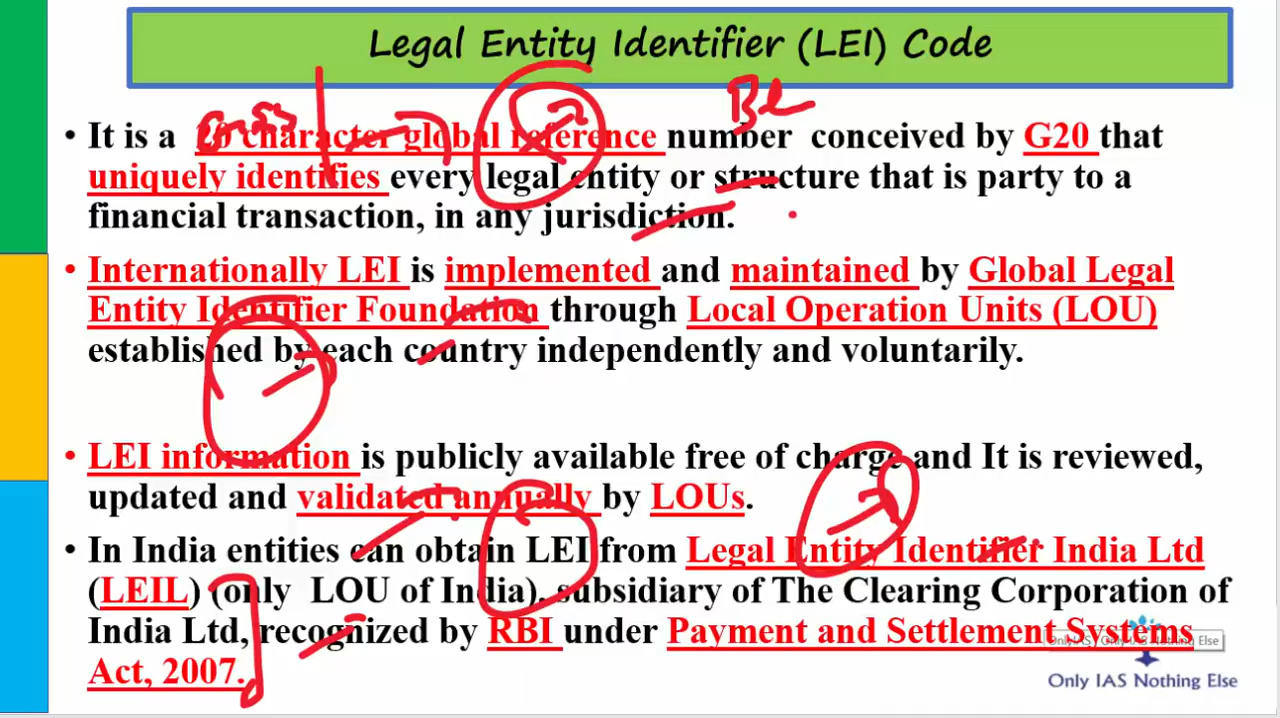 Legal Entity Identifier (LEI) Code
• It is a 20 character global reference number conceived by G20 that
uniquely identifies every legal entity or structure that is party to a
financial transaction, in any jurisdiction.
• Internationally LEI is implemented and maintained by Global Legal
Entity Identifier Foundation through Local Operation Units (LOU)
established by each country independently and voluntarily.
• LEI information is publicly available free of charge and It is reviewed,
updated and validated annually by LOUs.
• In India entities can obtain LEI from Legal Entity Identifier India Ltd
(LEIL) (only LOU of India), subsidiary of The Clearing Corporation of
India Ltd, recognized by RBI under Payment and Settlement Systems
Act, 2007.
Only IAS Nothing Else